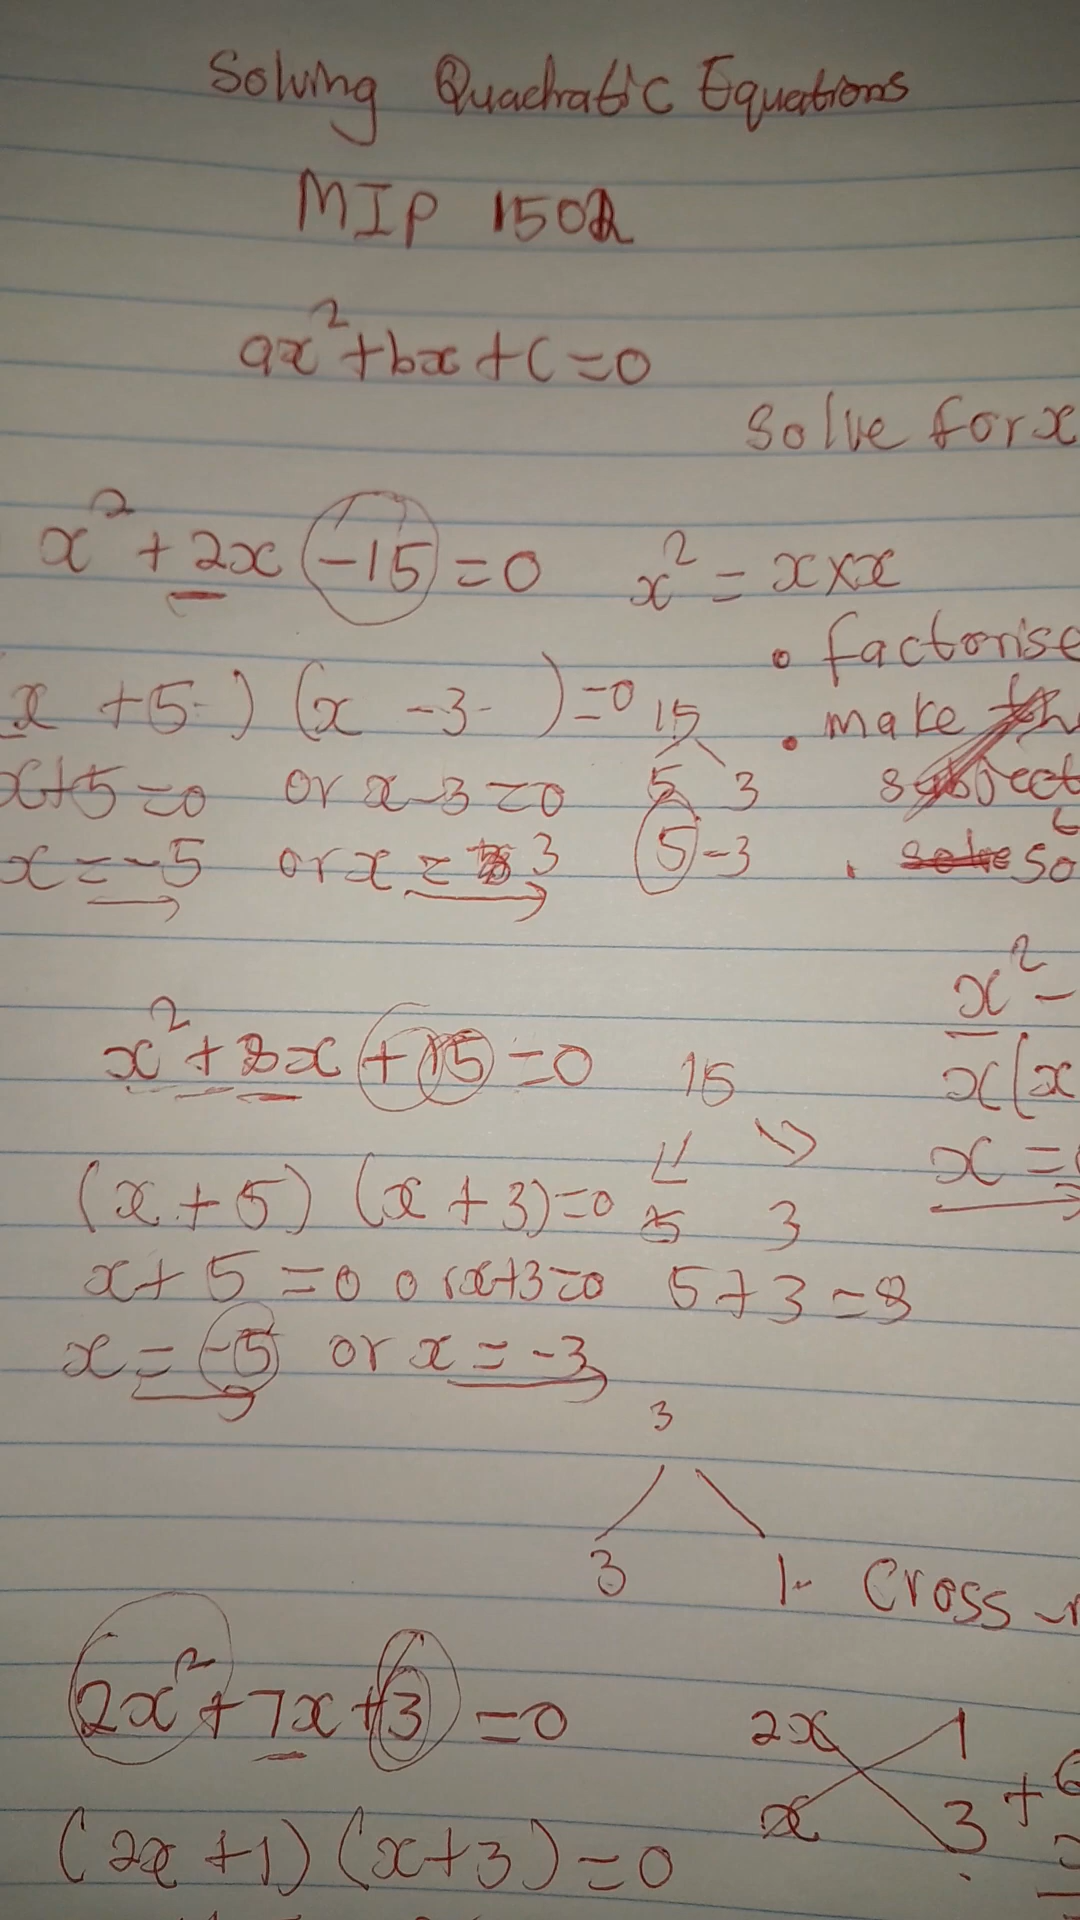 Solving Quadratic Equations
MIP 1502
ax² + bx + c = 0
Solve for x
x² + 2x - 15 = 0
x² = x × x
• factorise
(x + 5) (x - 3) = 0
15
• make
x + 5 = 0 or x - 3 = 0
5 3
subject
x = -5 or x = 3
5 - 3
x² -
x² + 8x + 15 = 0
15
x(x
x =
(x + 5) (x + 3) = 0
5 3
x + 5 = 0 or x + 3 = 0
5 + 3 = 8
x = -5 or x = -3
3
3 1
Cross -
2x² + 7x + 3 = 0
2x 1
x 3 +
(2x + 1) (x + 3) = 0